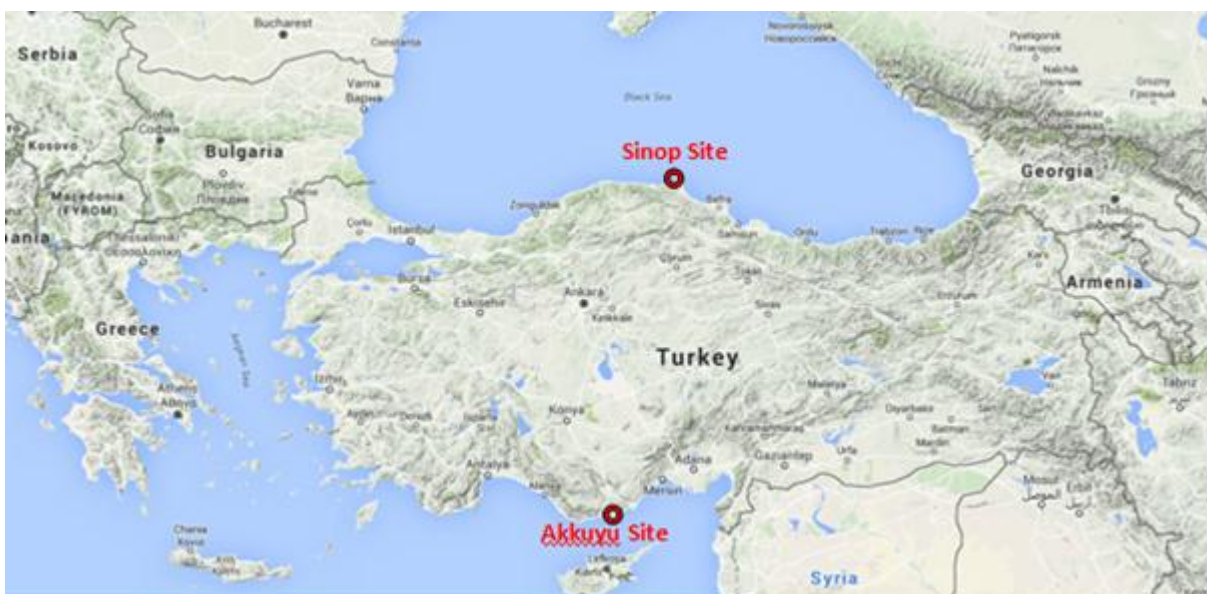 Bucharest
Novorossiysk
Новороссийск
Serbia
Constanta
Pyatigorsk
Пятигорск
Varna
Варна
Nalchik
Нальчик
Grozny
Грозный
Black Sea
Sofia
София
Kosovo
Bulgaria
Sinop Site
Georgia
Plovdiv
Пловдив
Macedonia
(FYROM)
Zonguldak
Bafra
Tbilisi
Çorlu
Istanbul
Samsun
Ordu
Trabzon
Rize
Thessaloniki
Θεσσαλονίκη
Bursa
Çorum
Tokat
Kars
Armenia
Eskişehir
Ankara
Kırıkkale
Sivas
Erzurum
Greece
Aegean Sea
Turkey
Izmir
Van
Tabriz
Athens
Αθήνα
Aydın
Denizli
Konya
Malatya
Diyarbakır
Batman
Kahramanmaraş
Mardin
Antalya
Adana
Gaziantep
Urfa
Alanya
Mersin
Mosul
الموصل
Erbil
Akkuyu Site
Chania
Χανιά
Lefkoşa
Syria